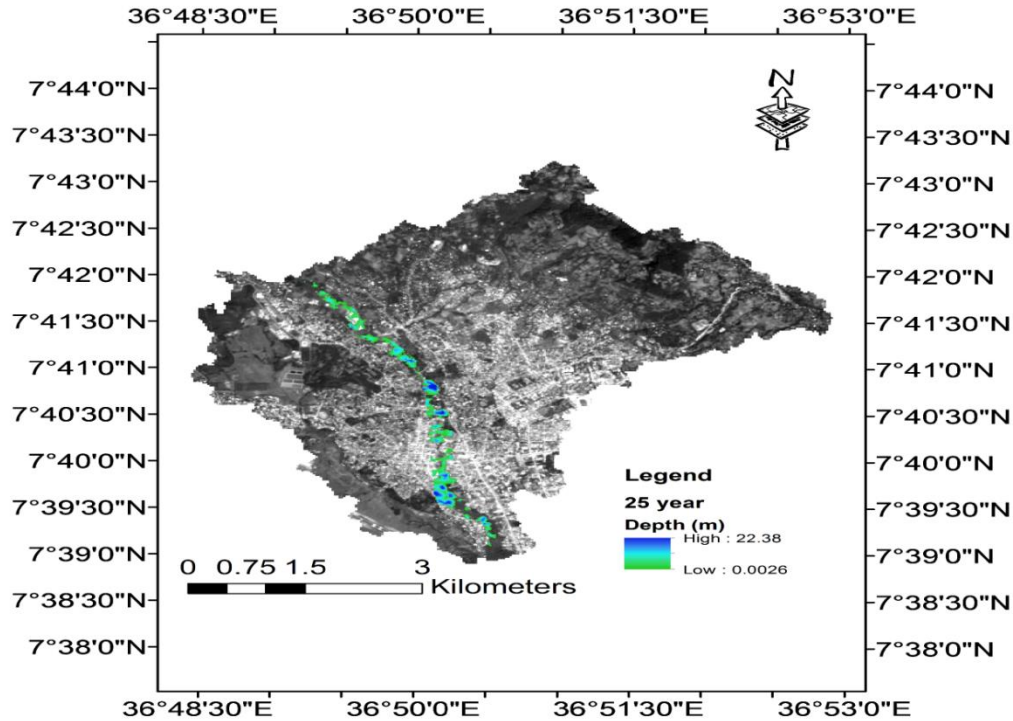 36°48'30"E 36°50'0"E 36°51'30"E 36°53'0"E
N
7°44'0"N 7°44'0"N
7°43'30"N 7°43'30"N
7°43'0"N 7°43'0"N
7°42'30"N 7°42'30"N
7°42'0"N 7°42'0"N
7°41'30"N 7°41'30"N
7°41'0"N 7°41'0"N
7°40'30"N 7°40'30"N
7°40'0"N 7°40'0"N
7°39'30"N 7°39'30"N
7°39'0"N 7°39'0"N
7°38'30"N 7°38'30"N
7°38'0"N 7°38'0"N
Legend
25 year
Depth (m)
High : 22.38
Low : 0.0026
0 0.75 1.5 3
Kilometers
36°48'30"E 36°50'0"E 36°51'30"E 36°53'0"E